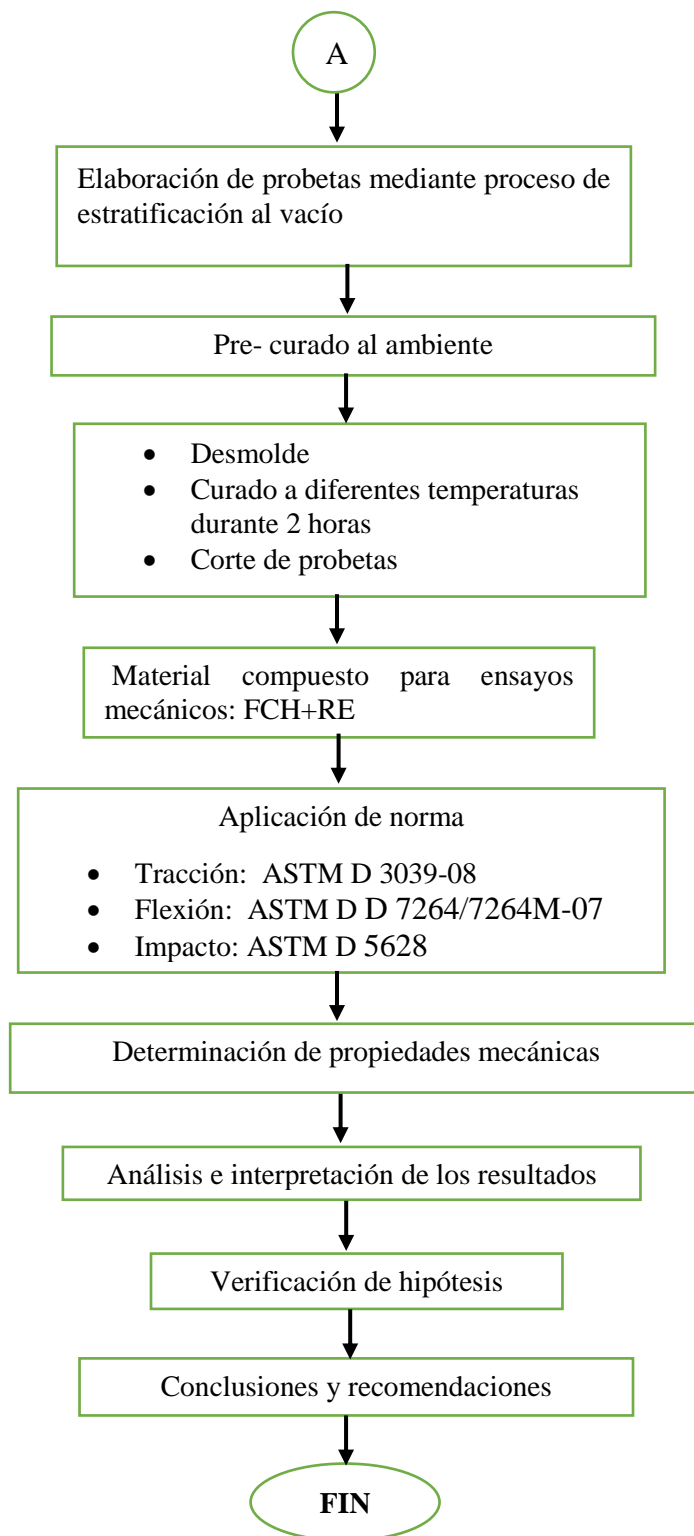 A
Elaboración de probetas mediante proceso de
estratificación al vacío
Pre- curado al ambiente
• Desmolde
• Curado a diferentes temperaturas
durante 2 horas
• Corte de probetas
Material compuesto para ensayos
mecánicos: FCH+RE
Aplicación de norma
• Tracción: ASTM D 3039-08
• Flexión: ASTM D D 7264/7264M-07
• Impacto: ASTM D 5628
Determinación de propiedades mecánicas
Análisis e interpretación de los resultados
Verificación de hipótesis
Conclusiones y recomendaciones
FIN